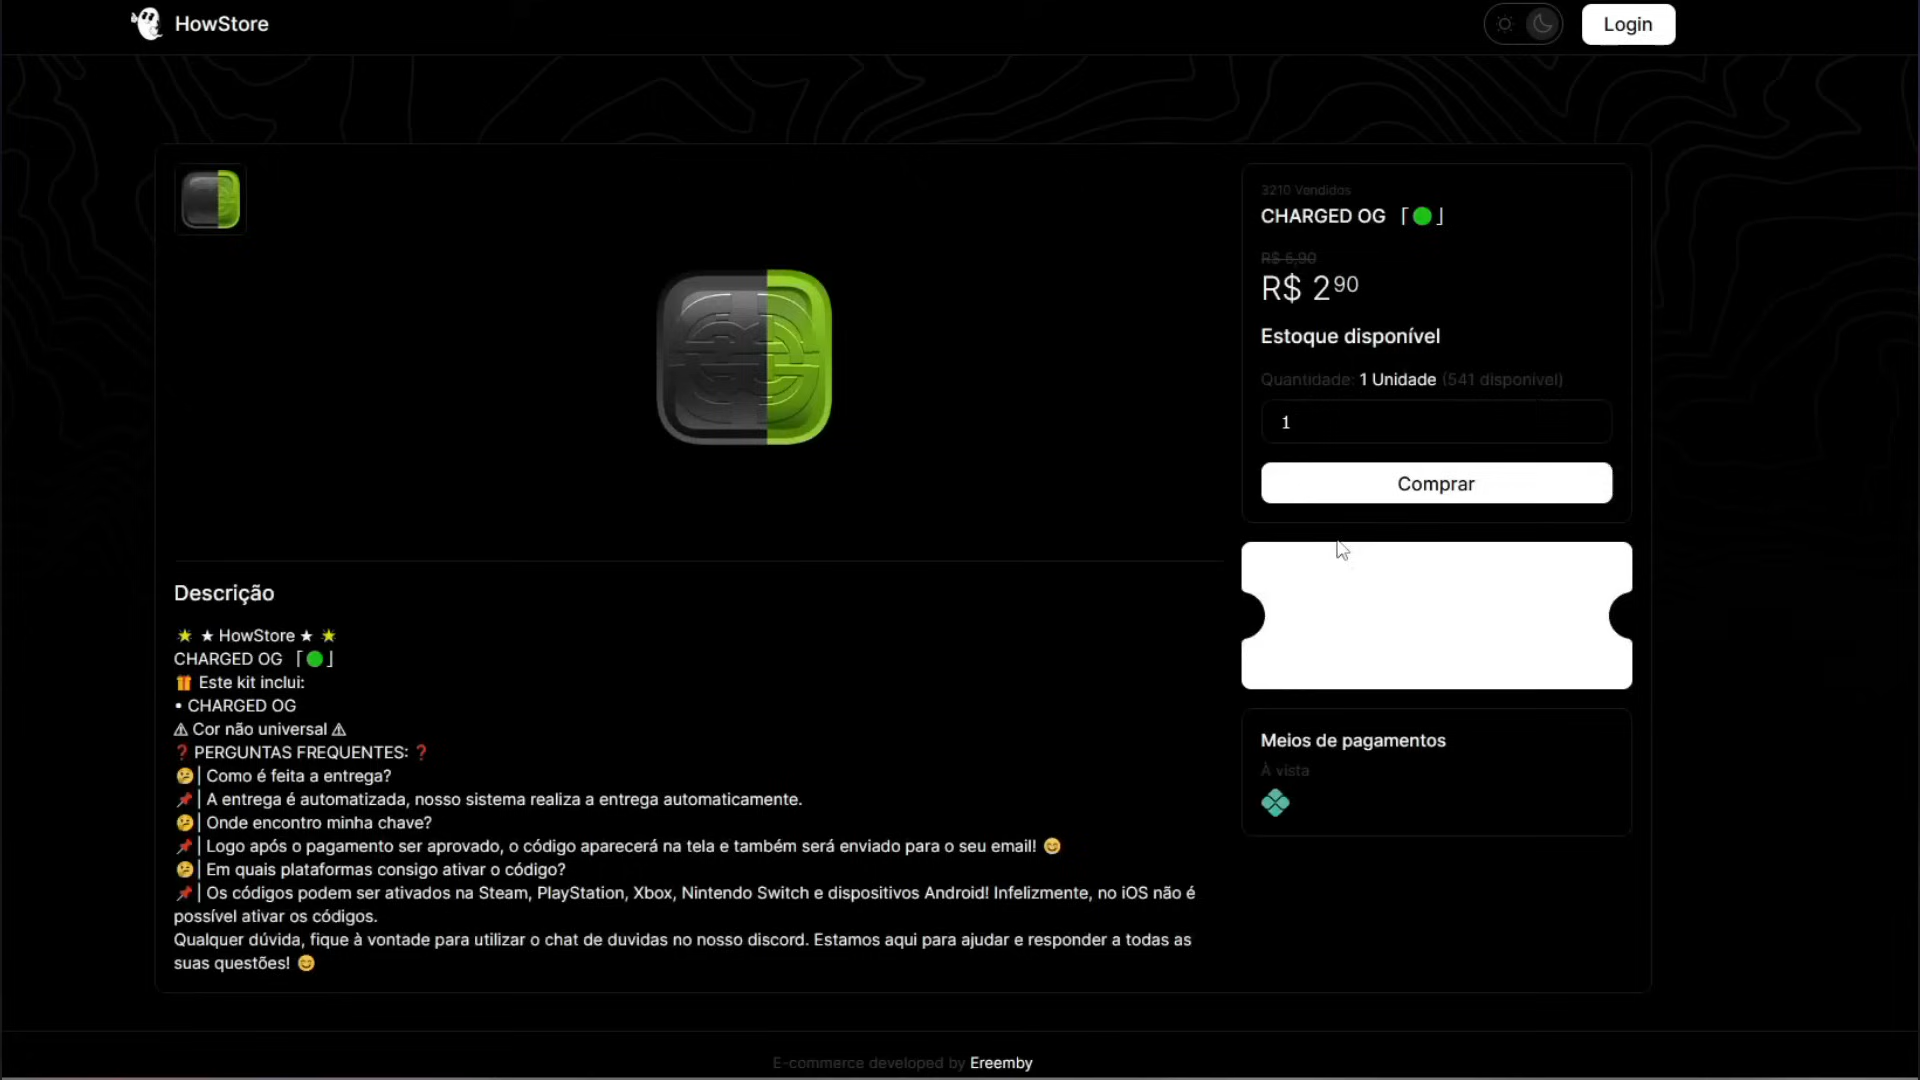 HowStore
Login
3210 Vendidos
CHARGED OG ｢🟢｣
R$ 6,90
R$ 2⁹⁰
Estoque disponível
Quantidade: 1 Unidade (541 disponível)
1
Comprar
Descrição
🌟 ★ HowStore ★ 🌟
CHARGED OG ｢🟢｣
🎁 Este kit inclui:
• CHARGED OG
⚠ Cor não universal ⚠
❓ PERGUNTAS FREQUENTES: ❓
🤔| Como é feita a entrega?
📌| A entrega é automatizada, nosso sistema realiza a entrega automaticamente.
🤔| Onde encontro minha chave?
📌| Logo após o pagamento ser aprovado, o código aparecerá na tela e também será enviado para o seu email! 😊
🤔| Em quais plataformas consigo ativar o código?
📌| Os códigos podem ser ativados na Steam, PlayStation, Xbox, Nintendo Switch e dispositivos Android! Infelizmente, no iOS não é
possível ativar os códigos.
Qualquer dúvida, fique à vontade para utilizar o chat de duvidas no nosso discord. Estamos aqui para ajudar e responder a todas as
suas questões! 😊
Meios de pagamentos
À vista
E-commerce developed by Ereemby